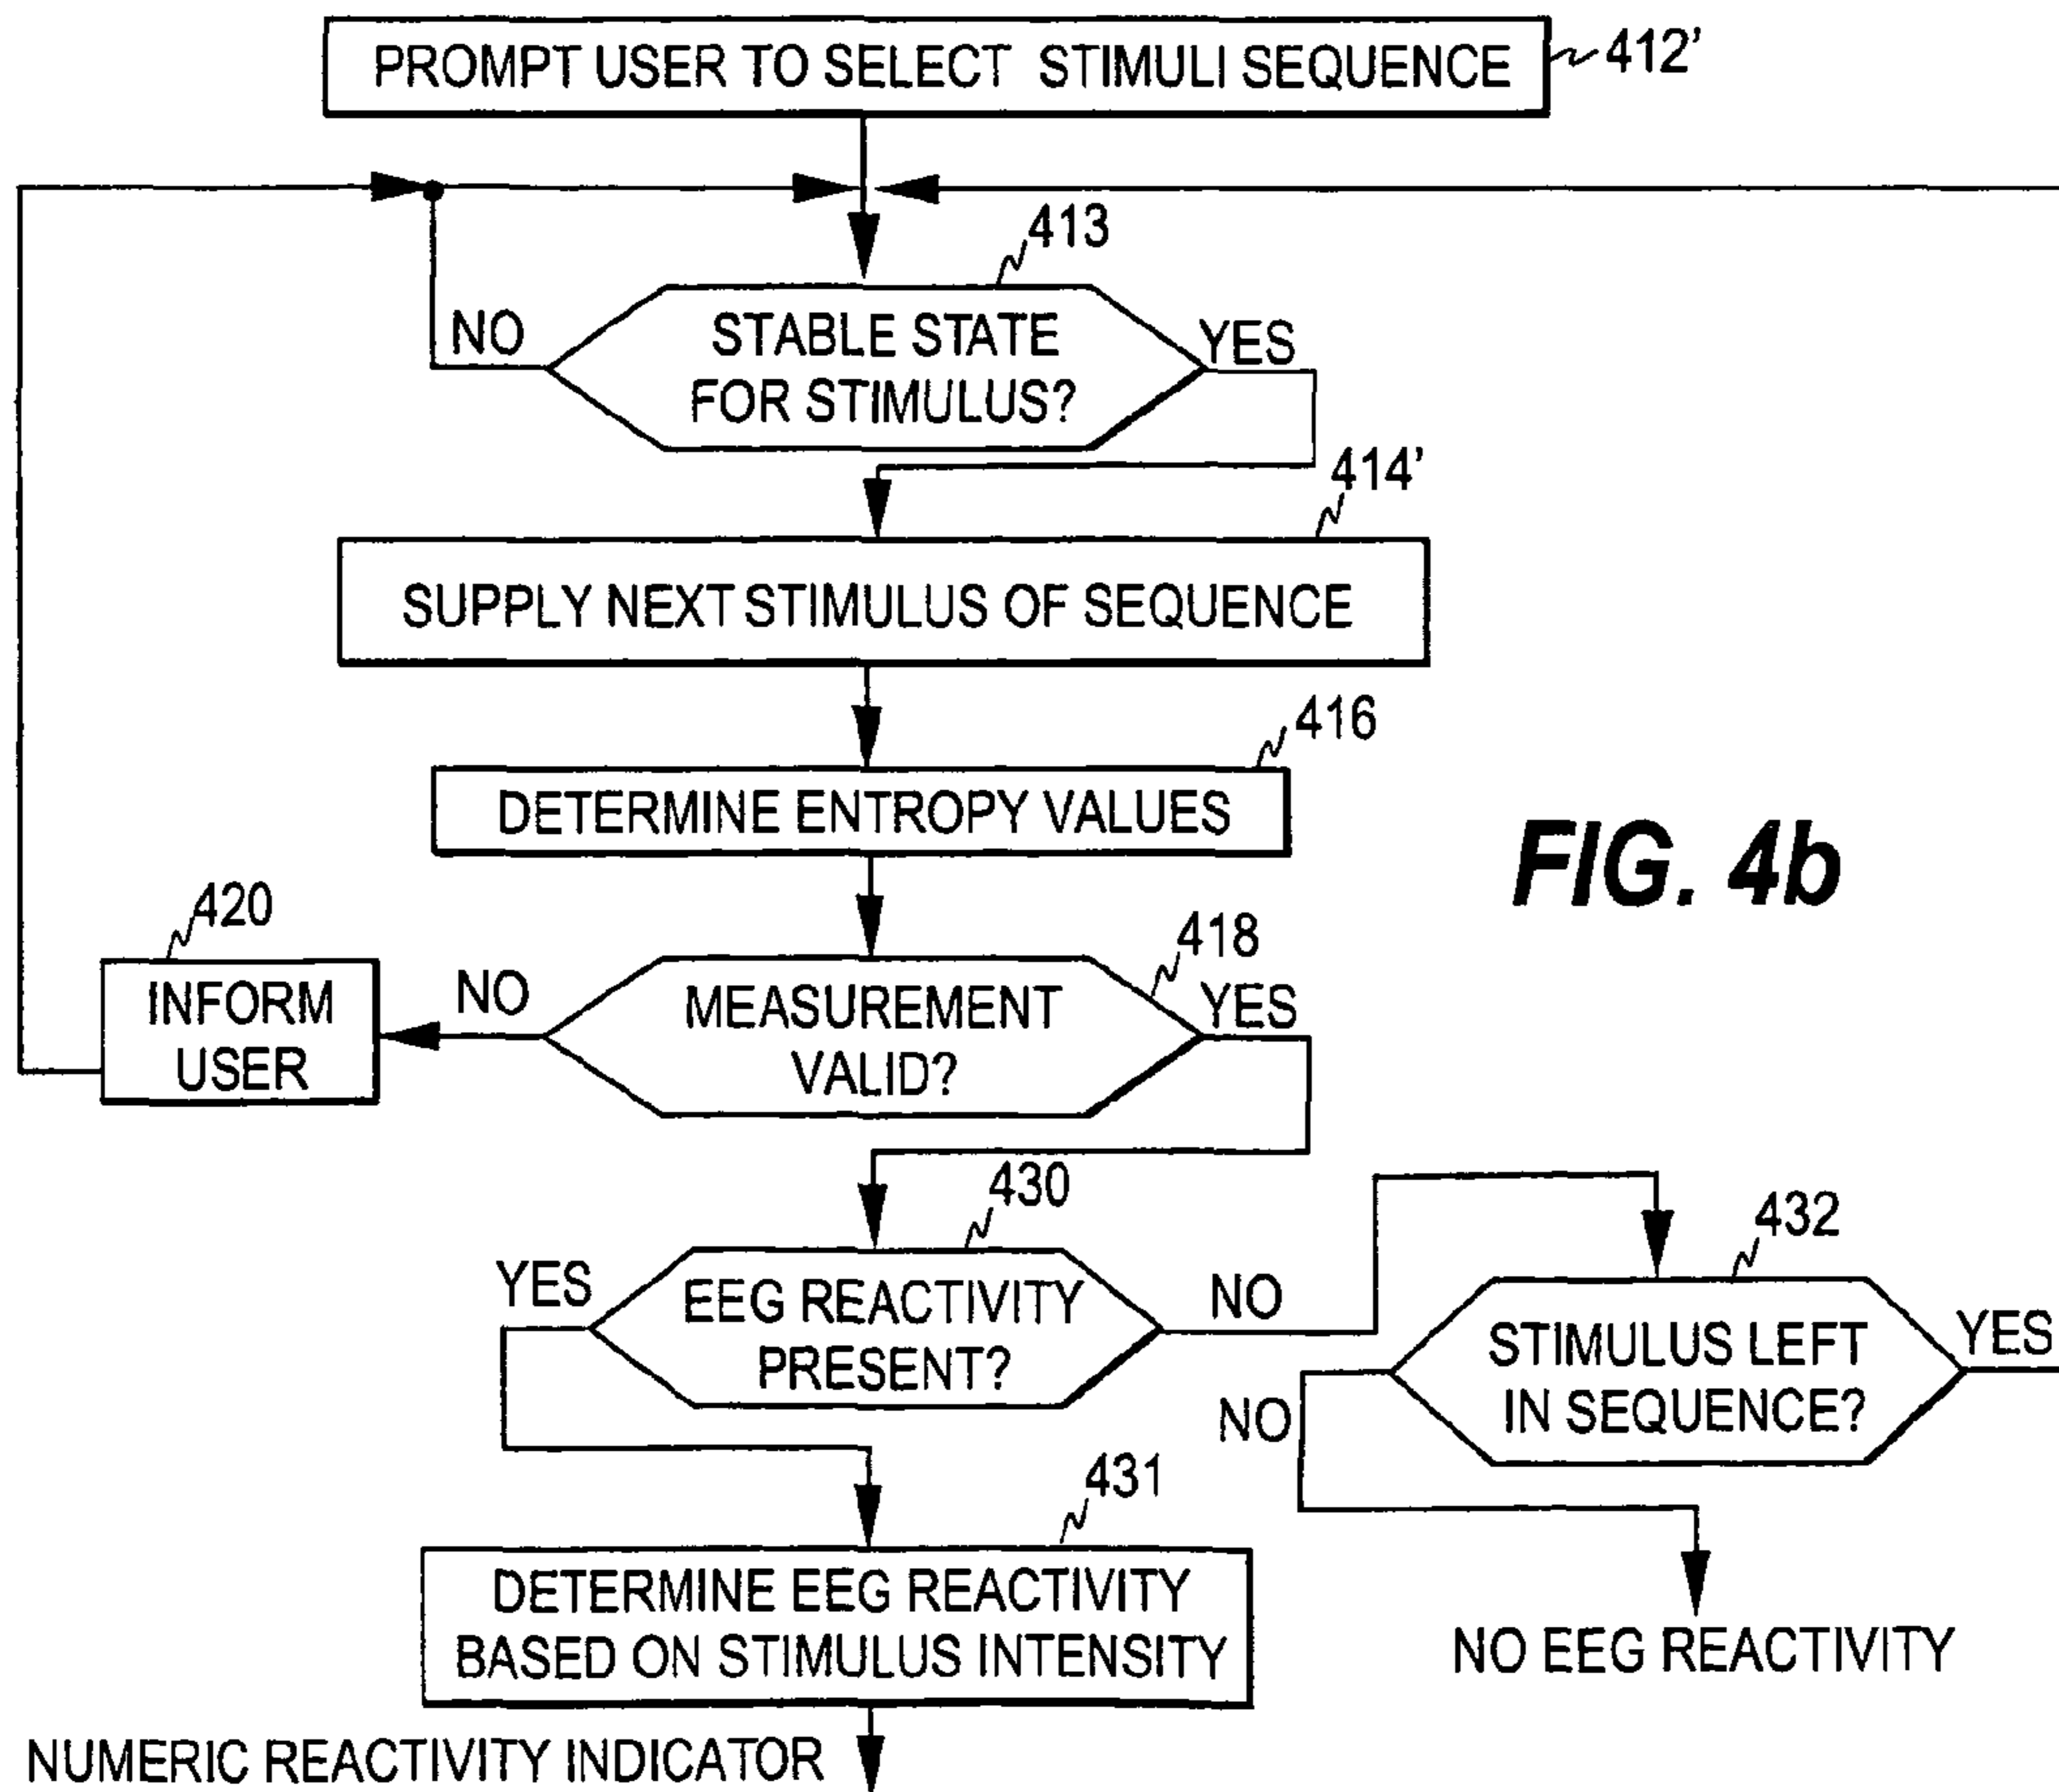 PROMPT USER TO SELECT STIMULI SEQUENCE
412'
413
NO
STABLE STATE
FOR STIMULUS?
YES
414'
SUPPLY NEXT STIMULUS OF SEQUENCE
416
DETERMINE ENTROPY VALUES
FIG. 4b
420
INFORM
USER
NO
418
MEASUREMENT
VALID?
YES
430
YES
EEG REACTIVITY
PRESENT?
NO
432
STIMULUS LEFT
IN SEQUENCE?
YES
NO
431
DETERMINE EEG REACTIVITY
BASED ON STIMULUS INTENSITY
NO EEG REACTIVITY
NUMERIC REACTIVITY INDICATOR